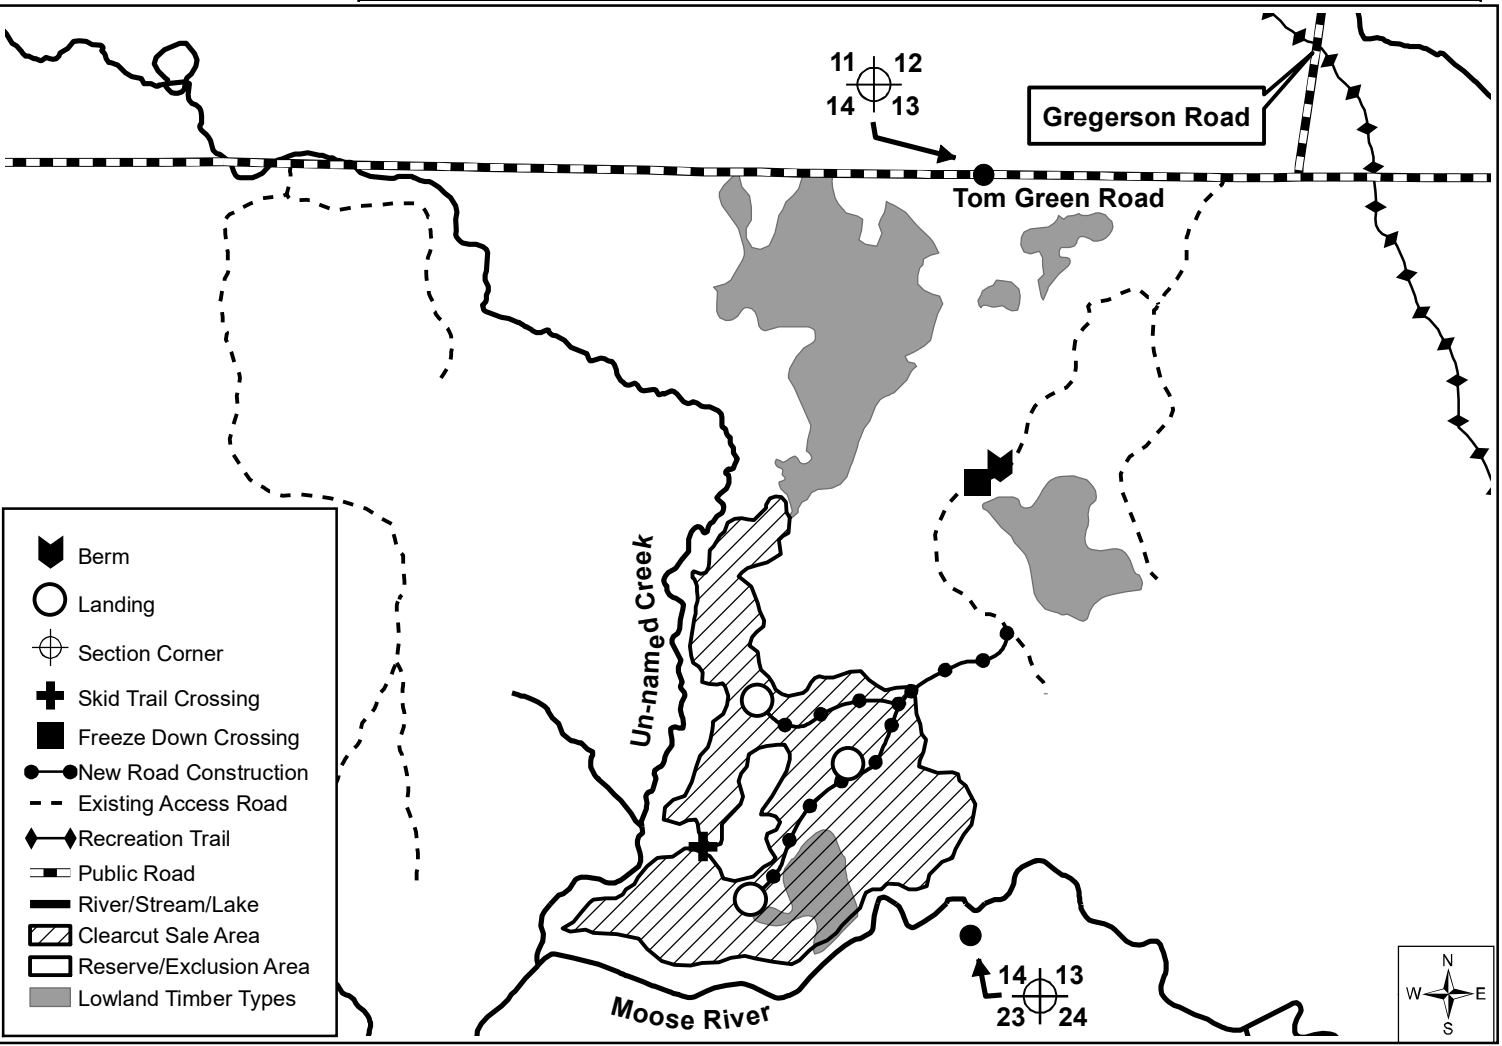 11 12
14 13
Gregerson Road
Tom Green Road
Un-named Creek
Berm
Landing
Section Corner
Skid Trail Crossing
Freeze Down Crossing
New Road Construction
Existing Access Road
Recreation Trail
Public Road
River/Stream/Lake
Clearcut Sale Area
Reserve/Exclusion Area
Lowland Timber Types
Moose River
14 13
23 24
N
W E
S